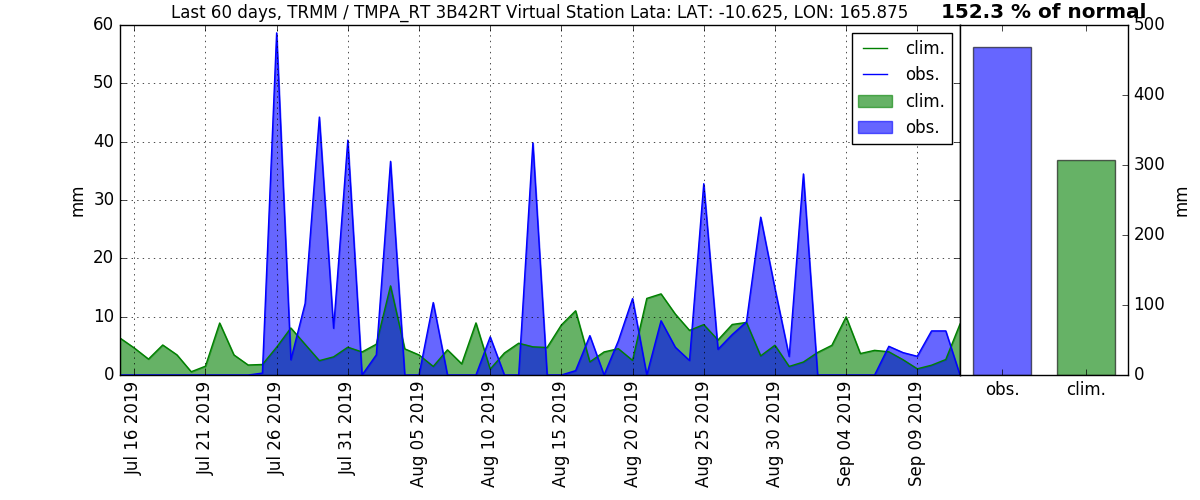 Last 60 days, TRMM / TMPA_RT 3B42RT Virtual Station Lata: LAT: -10.625, LON: 165.875
152.3 % of normal
60
50
40
30
20
10
0
mm
clim.
obs.
clim.
obs.
Jul 16 2019
Jul 21 2019
Jul 26 2019
Jul 31 2019
Aug 05 2019
Aug 10 2019
Aug 15 2019
Aug 20 2019
Aug 25 2019
Aug 30 2019
Sep 04 2019
Sep 09 2019
500
400
300
200
100
0
mm
obs.
clim.